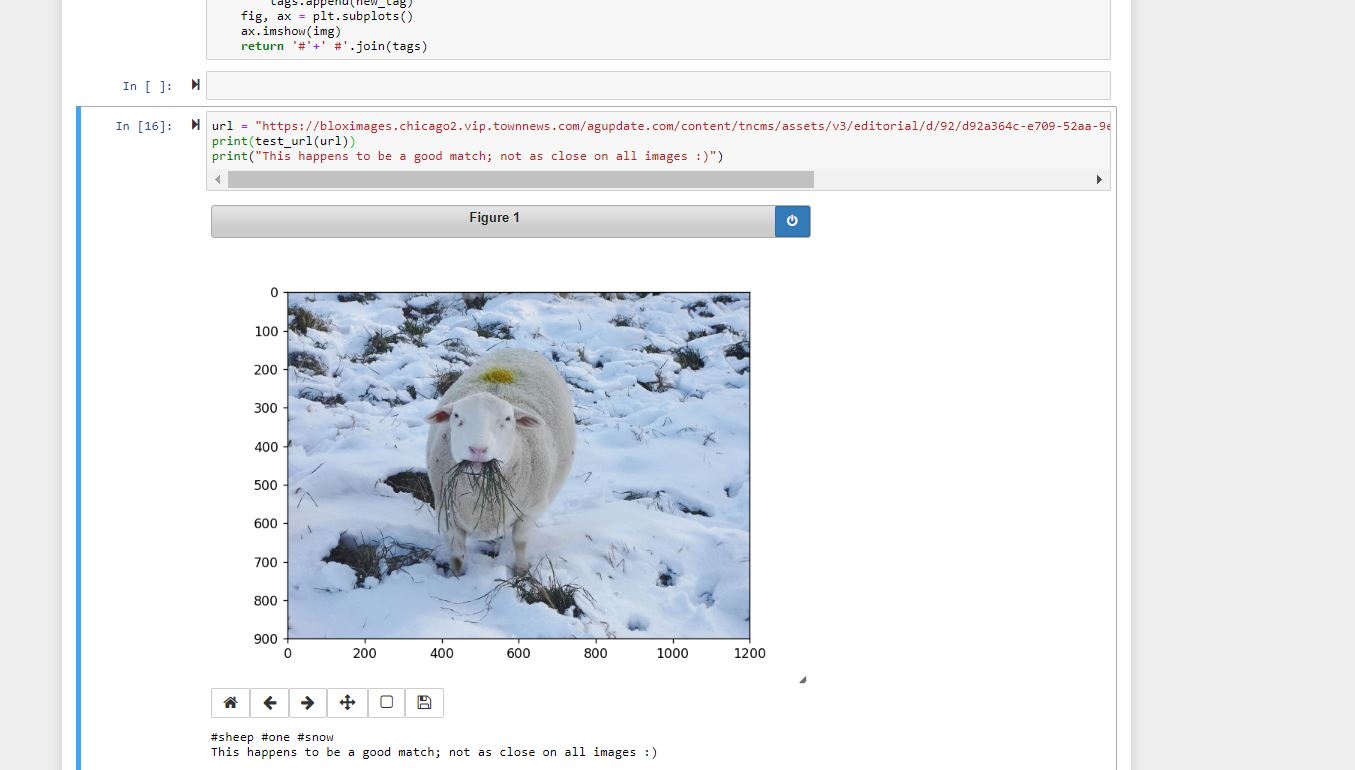 tags.append(new_tag)
fig, ax = plt.subplots()
ax.imshow(img)
return '#'+' #'.join(tags)
In [ ]:
In [16]:
url = "https://bloximages.chicago2.vip.townnews.com/agupdate.com/content/tncms/assets/v3/editorial/d/92/d92a364c-e709-52aa-9e
print(test_url(url))
print("This happens to be a good match; not as close on all images :)")
Figure 1
0
100
200
300
400
500
600
700
800
900
0 200 400 600 800 1000 1200
#sheep #one #snow
This happens to be a good match; not as close on all images :)